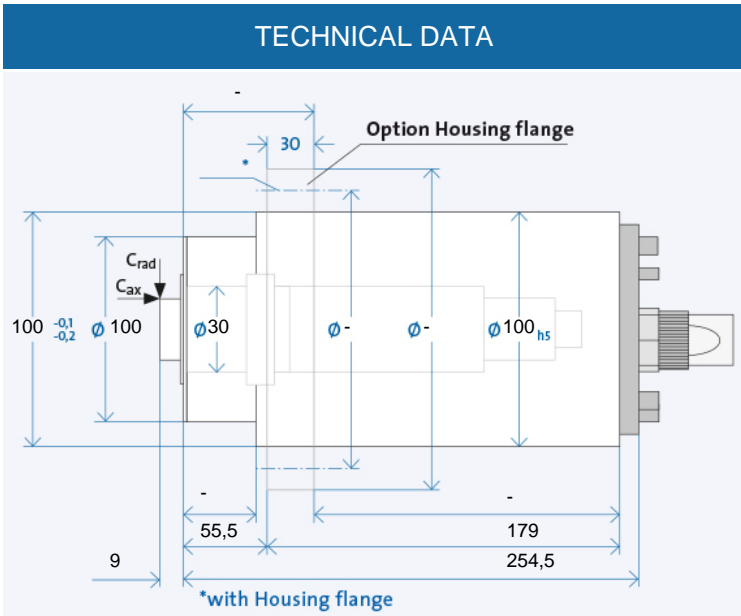 TECHNICAL DATA
-
30
Option Housing flange
*
Crad
Cax
100 -0,1 -0,2
Ø 100
Ø30
Ø-
Ø-
Ø100 h5
-
-
55,5
179
9
254,5
*with Housing flange